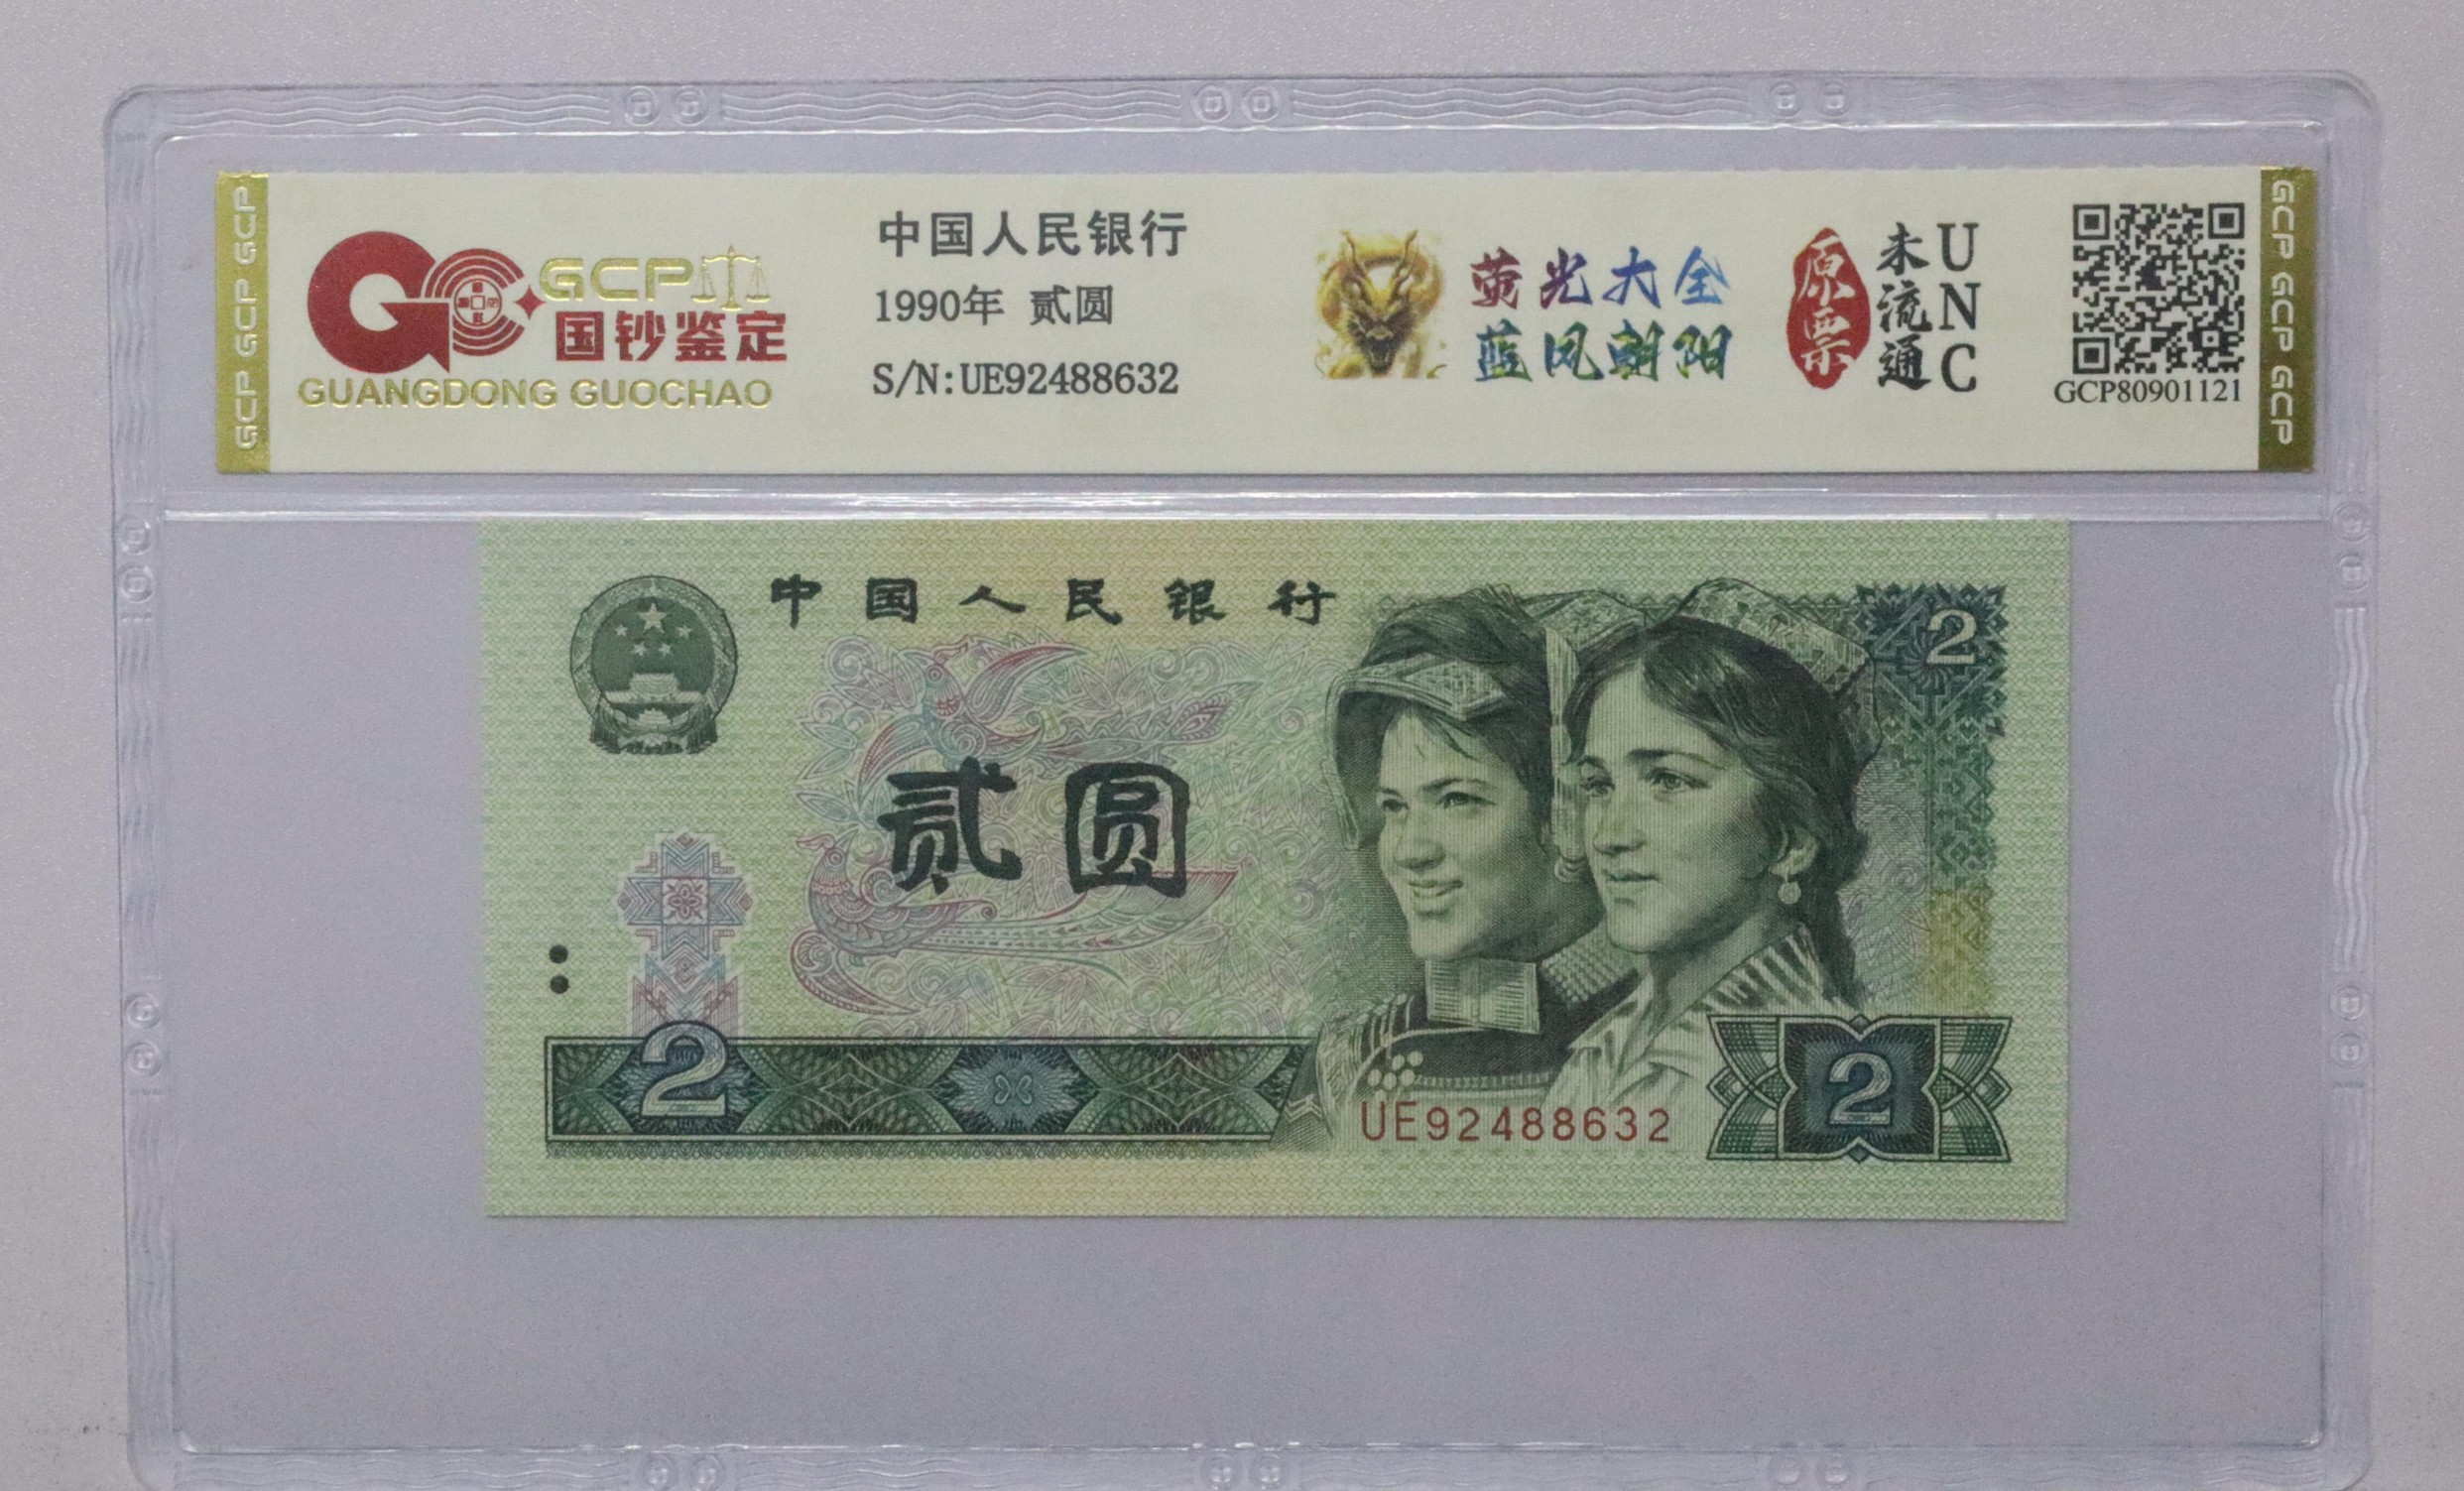 GCP GCP GCP
GCP
国钞鉴定
GUANGDONG GUOCHAO
中国人民银行
1990年 贰圆
S/N:UE92488632
荧光大全
蓝凤朝阳
原票
未流通
UNC
GCP80901121
GCP GCP GCP
中国人民银行
2
贰圆
2
UE92488632
2